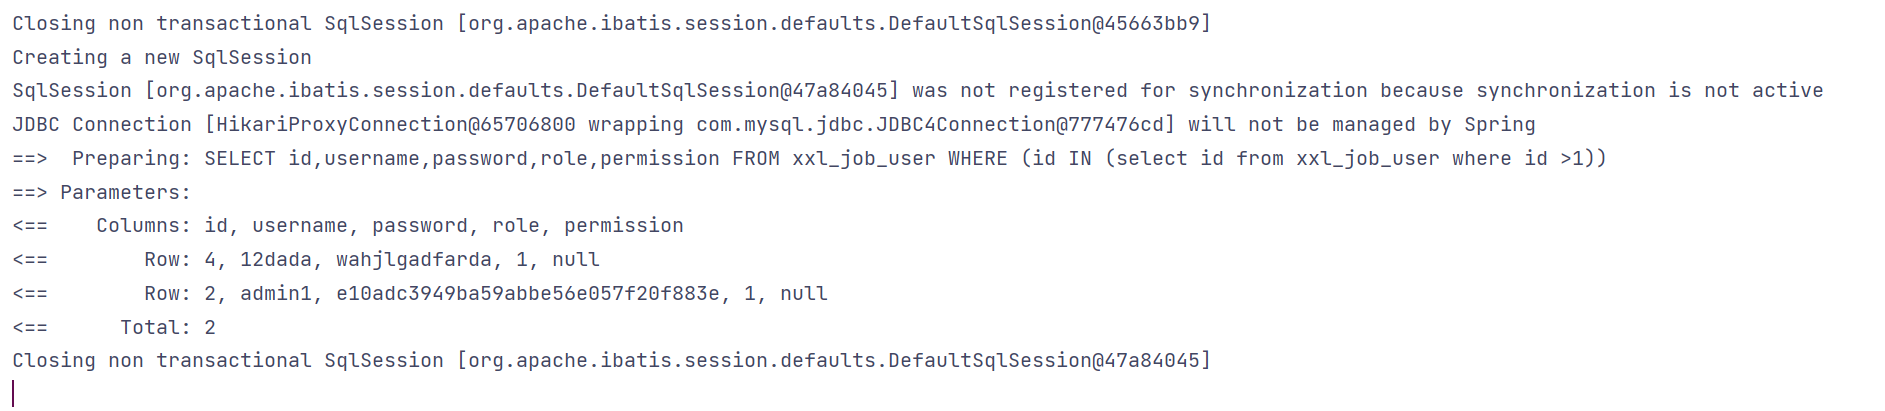 Closing non transactional SqlSession [org.apache.ibatis.session.defaults.DefaultSqlSession@45663bb9]
Creating a new SqlSession
SqlSession [org.apache.ibatis.session.defaults.DefaultSqlSession@47a84045] was not registered for synchronization because synchronization is not active
JDBC Connection [HikariProxyConnection@65706800 wrapping com.mysql.jdbc.JDBC4Connection@777476cd] will not be managed by Spring
==>  Preparing: SELECT id,username,password,role,permission FROM xxl_job_user WHERE (id IN (select id from xxl_job_user where id >1))
==> Parameters:
<==    Columns: id, username, password, role, permission
<==        Row: 4, 12dada, wahjlgadfarda, 1, null
<==        Row: 2, admin1, e10adc3949ba59abbe56e057f20f883e, 1, null
<==      Total: 2
Closing non transactional SqlSession [org.apache.ibatis.session.defaults.DefaultSqlSession@47a84045]